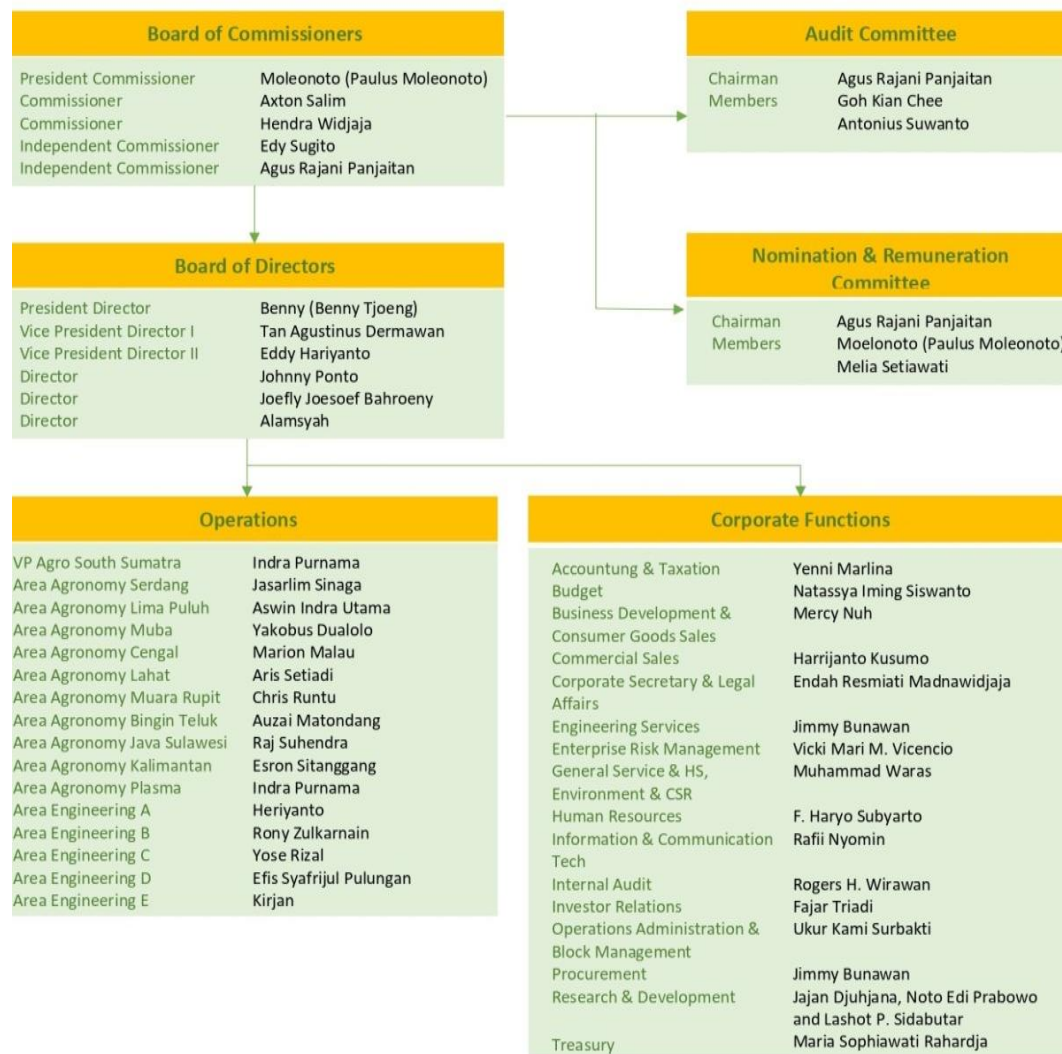 Board of Commissioners
President Commissioner Moleonoto (Paulus Moleonoto)
Commissioner Axton Salim
Commissioner Hendra Widjaja
Independent Commissioner Edy Sugito
Independent Commissioner Agus Rajani Panjaitan
Audit Committee
Chairman Agus Rajani Panjaitan
Members Goh Kian Chee
Antonius Suwanto
Board of Directors
President Director Benny (Benny Tjoeng)
Vice President Director I Tan Agustinus Dermawan
Vice President Director II Eddy Hariyanto
Director Johnny Ponto
Director Joefly Joesoef Bahroeny
Director Alamsyah
Nomination & Remuneration
Committee
Chairman Agus Rajani Panjaitan
Members Moelonoto (Paulus Moleonoto)
Melia Setiawati
Operations
VP Agro South Sumatra Indra Purnama
Area Agronomy Serdang Jasarlim Sinaga
Area Agronomy Lima Puluh Aswin Indra Utama
Area Agronomy Muba Yakobus Dualolo
Area Agronomy Cengal Marion Malau
Area Agronomy Lahat Aris Setiadi
Area Agronomy Muara Rupit Chris Runtu
Area Agronomy Bingin Teluk Auzai Matondang
Area Agronomy Java Sulawesi Raj Suhendra
Area Agronomy Kalimantan Esron Sitanggang
Area Agronomy Plasma Indra Purnama
Area Engineering A Heriyanto
Area Engineering B Rony Zulkarnain
Area Engineering C Yose Rizal
Area Engineering D Efis Syafrijul Pulungan
Area Engineering E Kirjan
Corporate Functions
Accountung & Taxation Yenni Marlina
Budget Natassya Iming Siswanto
Business Development & Mercy Nuh
Consumer Goods Sales
Commercial Sales Harrijanto Kusumo
Corporate Secretary & Legal Endah Resmiati Madnawidjaja
Affairs
Engineering Services Jimmy Bunawan
Enterprise Risk Management Vicki Mari M. Vicencio
General Service & HS, Muhammad Waras
Environment & CSR
Human Resources F. Haryo Subyarto
Information & Communication Rafii Nyomin
Tech
Internal Audit Rogers H. Wirawan
Investor Relations Fajar Triadi
Operations Administration & Ukur Kami Surbakti
Block Management
Procurement Jimmy Bunawan
Research & Development Jajan Djuhjana, Noto Edi Prabowo
and Lashot P. Sidabutar
Treasury Maria Sophiawati Rahardja